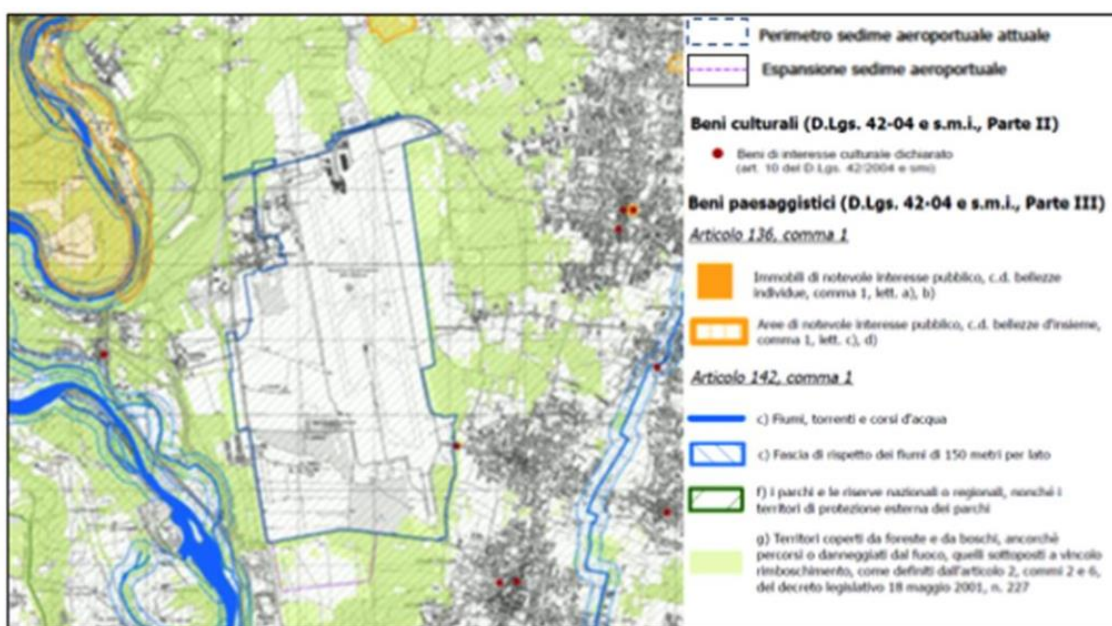 Perimetro sedime aeroportuale attuale
Espansione sedime aeroportuale
Beni culturali (D.Lgs. 42-04 e s.m.i., Parte II)
Beni di interesse culturale dichiarato
(art. 10 del D.Lgs. 42/2004 e smi)
Beni paesaggistici (D.Lgs. 42-04 e s.m.i., Parte III)
Articolo 136, comma 1
Immobili di notevole interesse pubblico, c.d. bellezze
individue, comma 1, lett. a), b)
Aree di notevole interesse pubblico, c.d. bellezze d'insieme,
comma 1, lett. c), d)
Articolo 142, comma 1
c) Fiumi, torrenti e corsi d'acqua
c) Fascia di rispetto dei fiumi di 150 metri per lato
f) i parchi e le riserve nazionali o regionali, nonché i
territori di protezione esterna dei parchi
g) Territori coperti da foreste e da boschi, ancorchè
percorsi o danneggiati dal fuoco, quelli sottoposti a vincolo
rimboschimento, come definiti dall'articolo 2, commi 2 e 6,
del decreto legislativo 18 maggio 2001, n. 227